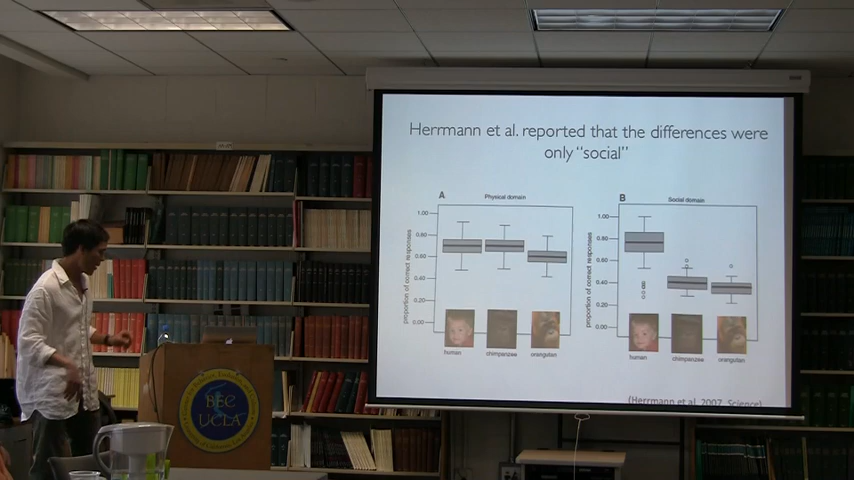 Herrmann et al. reported that the differences were
only “social”
A
Physical domain
proportion of correct responses
1.00
0.80
0.60
0.40
0.20
0.00
human
chimpanzee
orangutan
B
Social domain
proportion of correct responses
1.00
0.80
0.60
0.40
0.20
0.00
human
chimpanzee
orangutan
(Herrmann et al. 2007, Science)
BEC
UCLA